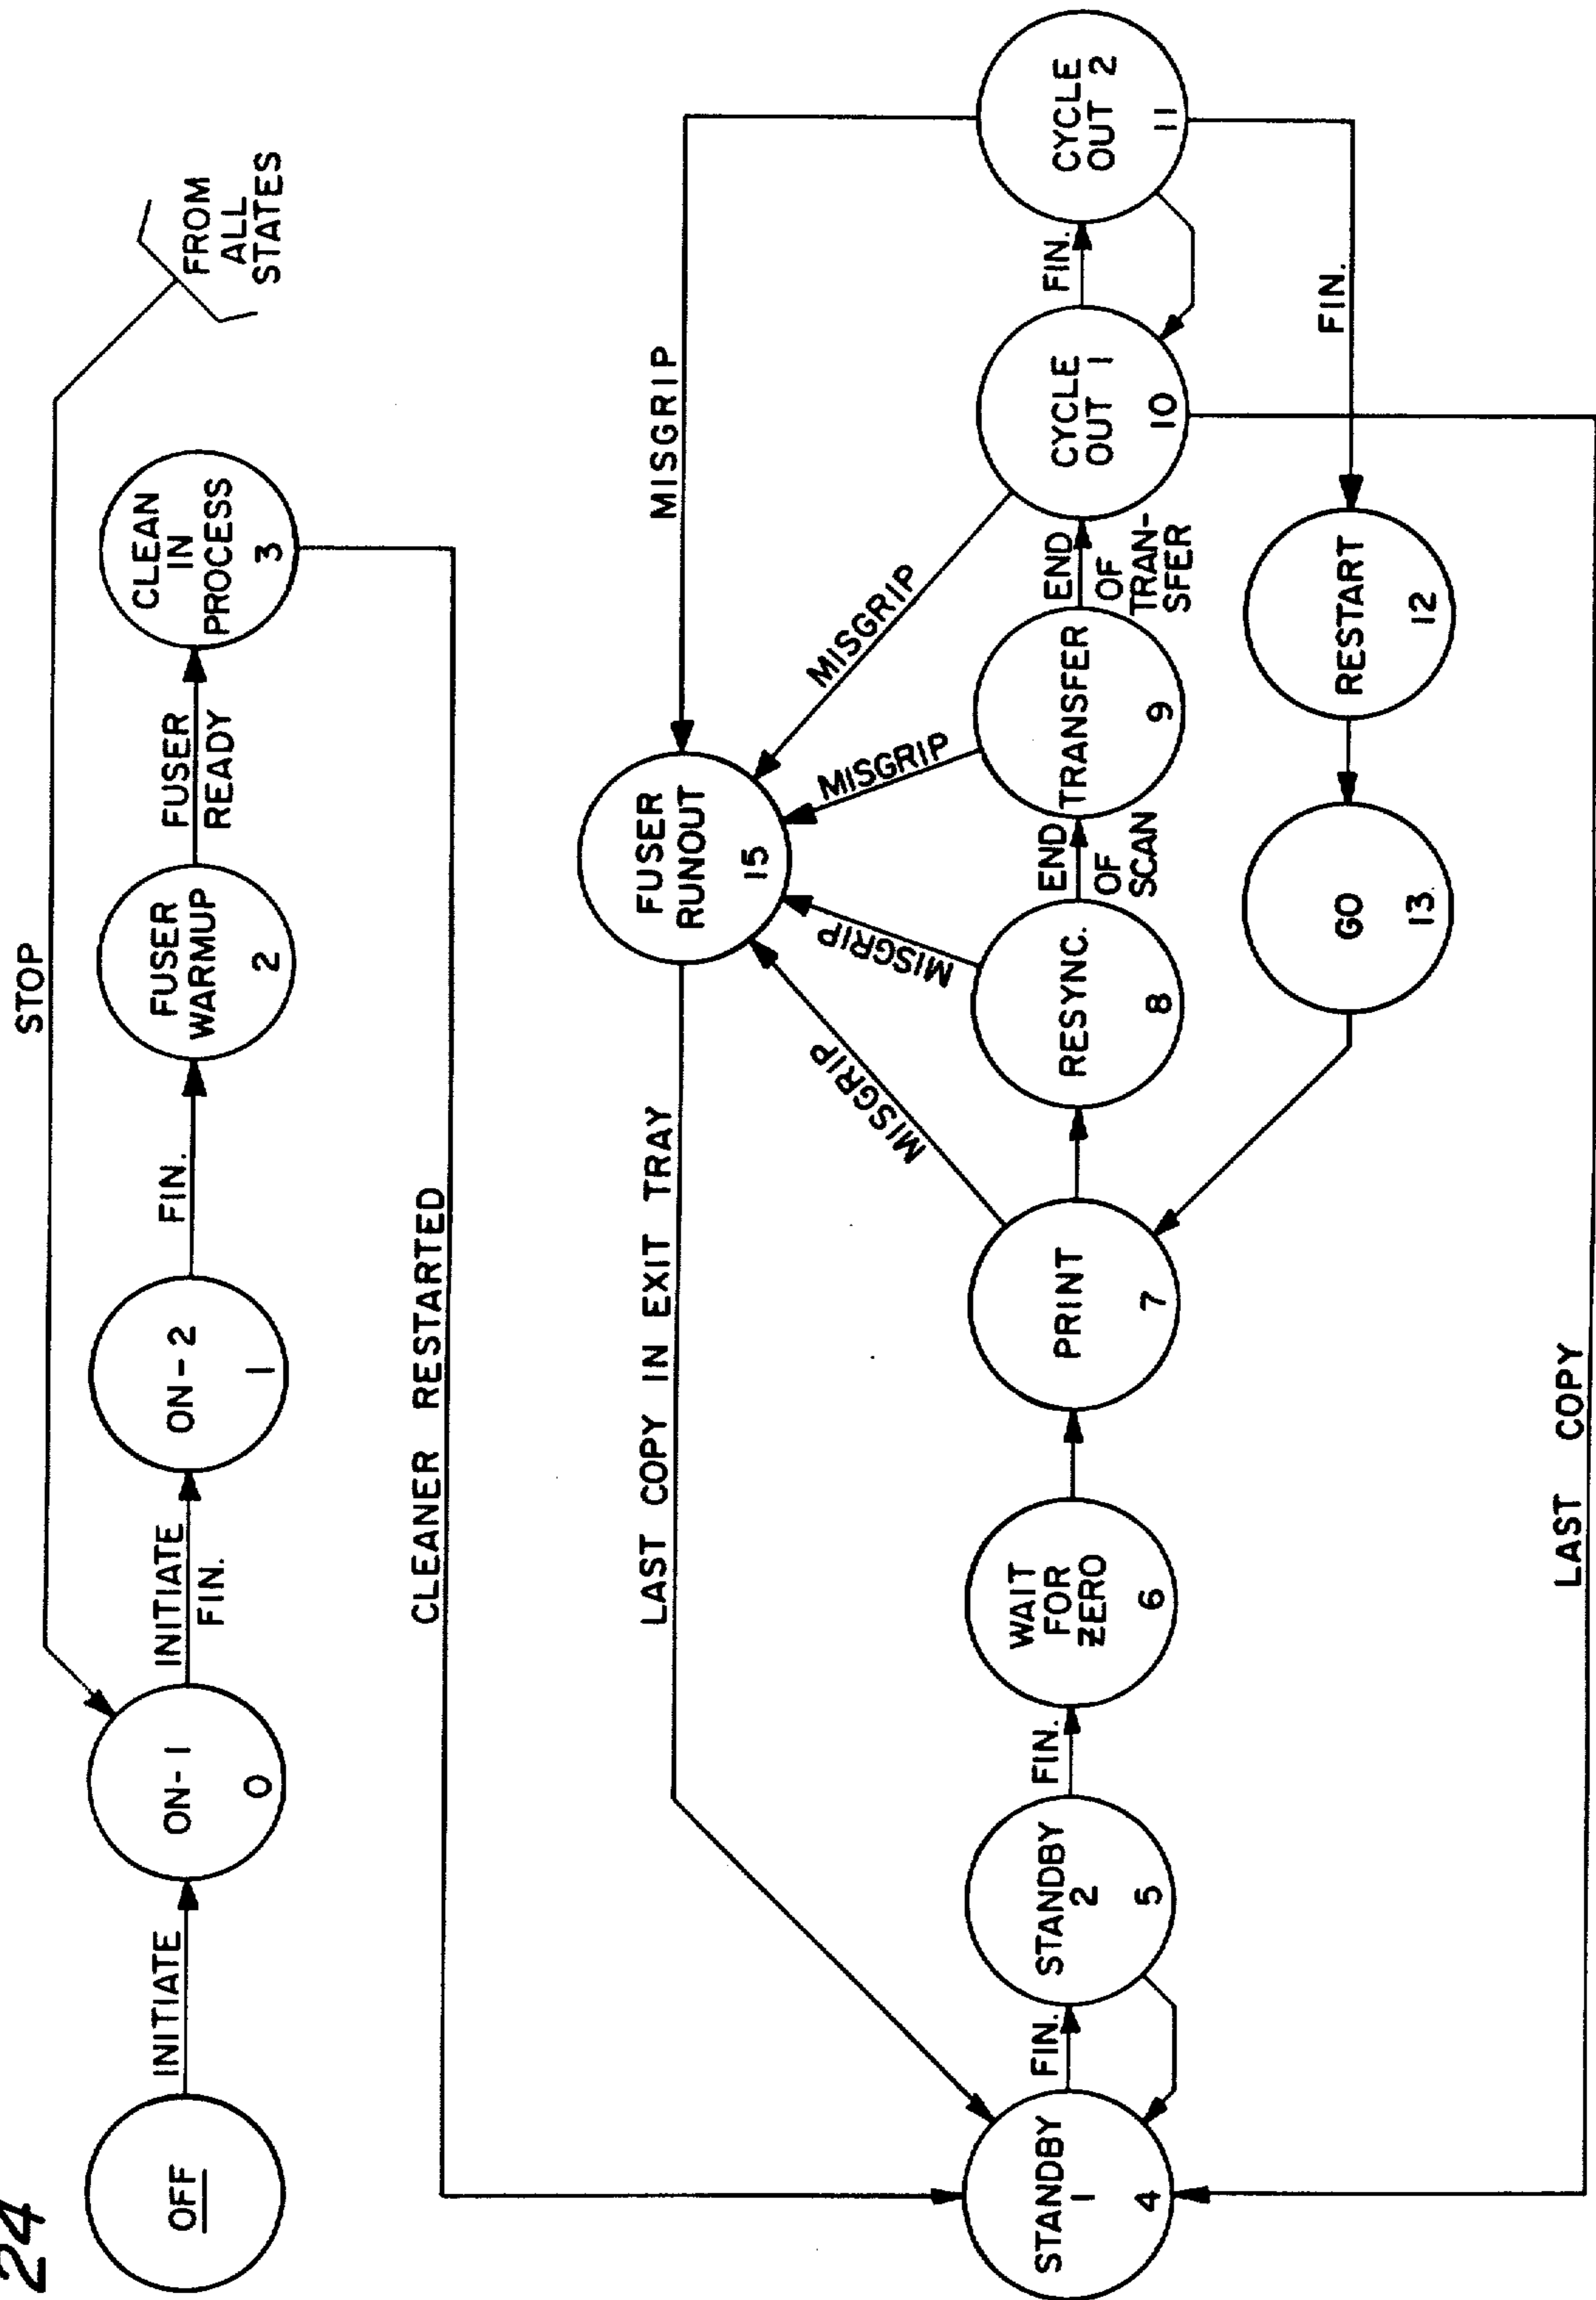 24
STOP
FROM
ALL
STATES
OFF
INITIATE
ON-1
0
INITIATE
FIN.
ON-2
1
FIN.
FUSER
WARMUP
2
FUSER
READY
CLEAN
IN
PROCESS
3
CLEANER RESTARTED
LAST COPY IN EXIT TRAY
FUSER
RUNOUT
15
MISGRIP
MISGRIP
MISGRIP
MISGRIP
MISGRIP
STANDBY
1
4
FIN.
STANDBY
2
5
FIN.
WAIT
FOR
ZERO
6
PRINT
7
RESYNC.
8
END
OF
SCAN
TRANSFER
9
END
OF
TRAN-
SFER
CYCLE
OUT 1
10
FIN.
CYCLE
OUT 2
11
GO
13
RESTART
12
FIN.
LAST COPY